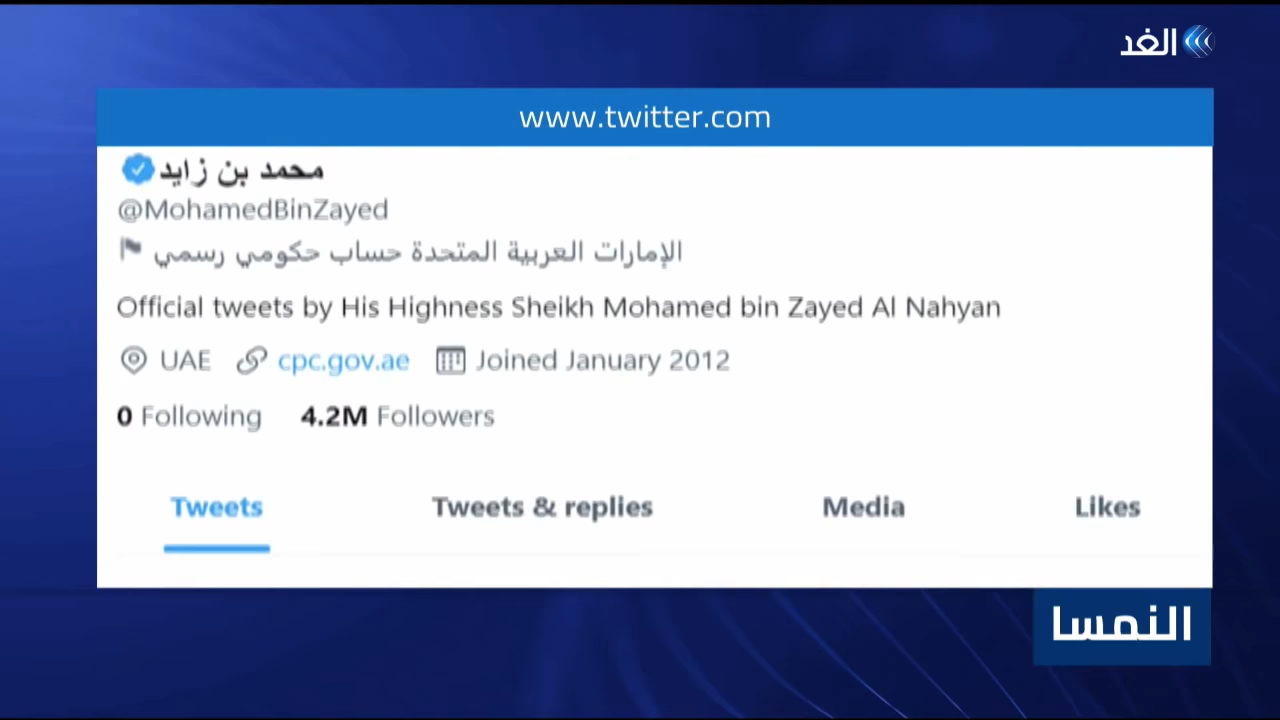 الغد
www.twitter.com
محمد بن زايد
@MohamedBinZayed
الإمارات العربية المتحدة حساب حكومي رسمي
Official tweets by His Highness Sheikh Mohamed bin Zayed Al Nahyan
UAE cpc.gov.ae Joined January 2012
0 Following 4.2M Followers
Tweets Tweets & replies Media Likes
النمسا